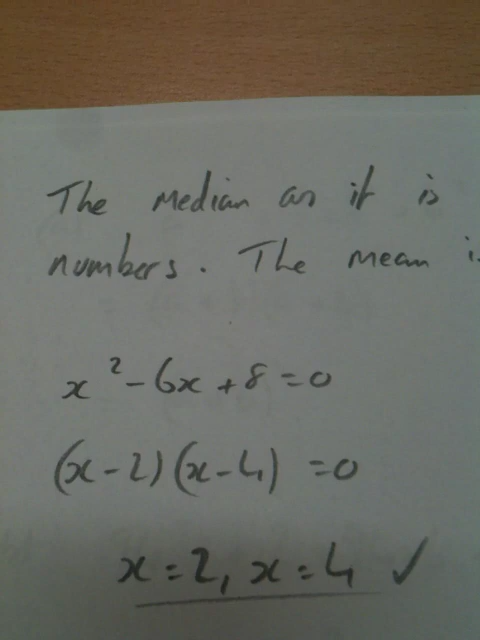 The median as it is
numbers. The mean
x² - 6x + 8 = 0
(x - 2)(x - 4) = 0
x = 2, x = 4 ✓